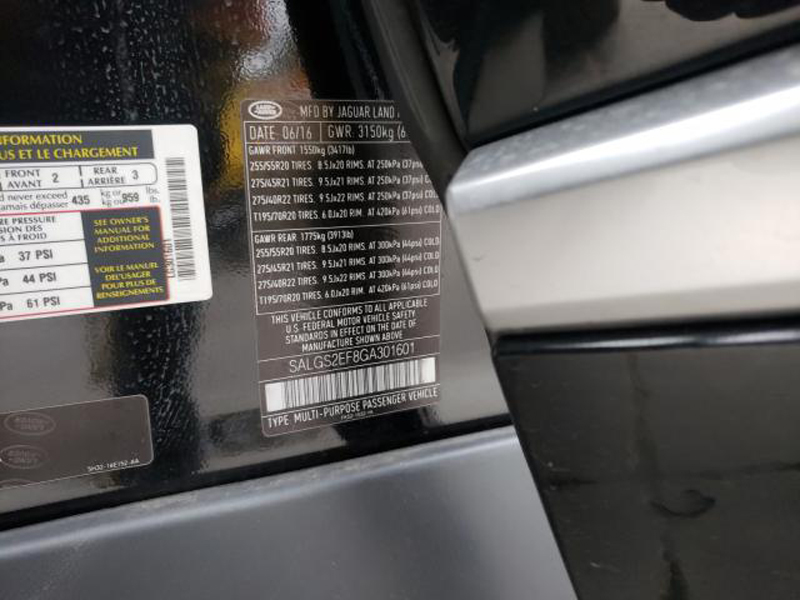 INFORMATION
US ET LE CHARGEMENT
FRONT
AVANT 2
REAR
ARRIÈRE 3
d never exceed
amais dépasser 435 kg or
kg ou 959 lbs.
lb.
RE PRESSURE
SSION
S À FROID
a 37 PSI
Pa 44 PSI
Pa 61 PSI
SEE OWNER'S
MANUAL FOR
ADDITIONAL
INFORMATION
VOIR LE MANUEL
DE L'USAGER
POUR PLUS DE
RENSEIGNEMENTS
LAND
ROVER
MFD BY JAGUAR LAND
DATE 06/16 GWR: 3150kg (6
GAWR FRONT 1550kg (3417lb)
255/55R20 TIRES. 8.5Jx20 RIMS. AT 250kPa (37psi
275/45R21 TIRES. 9.5Jx21 RIMS. AT 250kPa (37psi
275/40R22 TIRES. 9.5Jx22 RIMS. AT 250kPa (37psi) C
T195/70R20 TIRES. 6.0Jx20 RIM. AT 420kPa (61psi) COLD
GAWR REAR 1775kg (3913lb)
255/55R20 TIRES. 8.5Jx20 RIMS. AT 300kPa (44psi) COLD
275/45R21 TIRES. 9.5Jx21 RIMS. AT 300kPa (44psi) COLD
275/40R22 TIRES. 9.5Jx22 RIMS. AT 300kPa (44psi) COLD
T195/70R20 TIRES. 6.0Jx20 RIM. AT 420kPa (61psi) COLD
THIS VEHICLE CONFORMS TO ALL APPLICABLE
U.S. FEDERAL MOTOR VEHICLE SAFETY
STANDARDS IN EFFECT ON THE DATE OF
MANUFACTURE SHOWN ABOVE
SALGS2EF8GA301601
TYPE: MULTI-PURPOSE PASSENGER VEHICLE